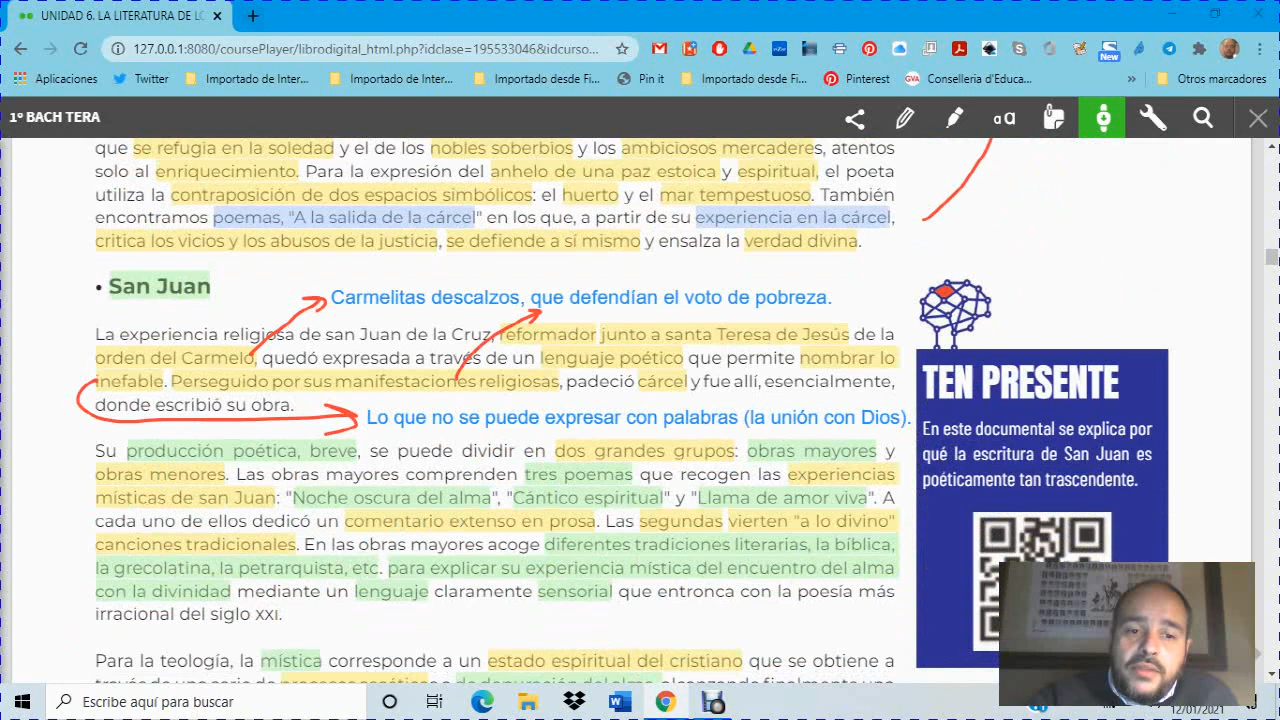 UNIDAD 6. LA LITERATURA DE LO
127.0.0.1:8080/coursePlayer/librodigital_html.php?idclase=195533046&idcurso...
New
Aplicaciones Twitter Importado de Inter... Importado de Inter... Importado desde Fi... Pin it Importado desde Fi... Pinterest GVA Conselleria d'Educa... » Otros marcadores
1º BACH TERA
aA
que se refugia en la soledad y el de los nobles soberbios y los ambiciosos mercaderes, atentos
solo al enriquecimiento. Para la expresión del anhelo de una paz estoica y espiritual, el poeta
utiliza la contraposición de dos espacios simbólicos: el huerto y el mar tempestuoso. También
encontramos poemas, "A la salida de la cárcel" en los que, a partir de su experiencia en la cárcel,
critica los vicios y los abusos de la justicia, se defiende a sí mismo y ensalza la verdad divina.
• San Juan
Carmelitas descalzos, que defendían el voto de pobreza.
La experiencia religiosa de san Juan de la Cruz, reformador junto a santa Teresa de Jesús de la
orden del Carmelo, quedó expresada a través de un lenguaje poético que permite nombrar lo
inefable. Perseguido por sus manifestaciones religiosas, padeció cárcel y fue allí, esencialmente,
donde escribió su obra.
Lo que no se puede expresar con palabras (la unión con Dios).
Su producción poética, breve, se puede dividir en dos grandes grupos: obras mayores y
obras menores. Las obras mayores comprenden tres poemas que recogen las experiencias
místicas de san Juan: "Noche oscura del alma", "Cántico espiritual" y "Llama de amor viva". A
cada uno de ellos dedicó un comentario extenso en prosa. Las segundas vierten "a lo divino"
canciones tradicionales. En las obras mayores acoge diferentes tradiciones literarias, la bíblica,
la grecolatina, la petrarquista, etc. para explicar su experiencia mística del encuentro del alma
con la divinidad mediante un lenguaje claramente sensorial que entronca con la poesía más
irracional del siglo XXI.
Para la teología, la mística corresponde a un estado espiritual del cristiano que se obtiene a
TEN PRESENTE
En este documental se explica por
qué la escritura de San Juan es
poéticamente tan trascendente.
Escribe aquí para buscar
12/01/2021